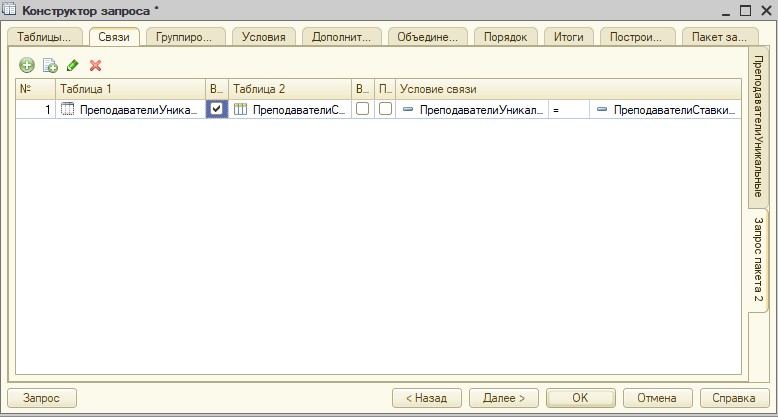 Конструктор запроса *
Таблицы...
Связи
Группиро...
Условия
Дополнит...
Объедине...
Порядок
Итоги
Построи...
Пакет за...
№
Таблица 1
В...
Таблица 2
В...
П...
Условие связи
1
ПреподавателиУника...
ПреподавателиС...
ПреподавателиУникал...
=
ПреподавателиСтавки...
ПреподавателиУникальные
Запрос пакета 2
Запрос
< Назад
Далее >
OK
Отмена
Справка